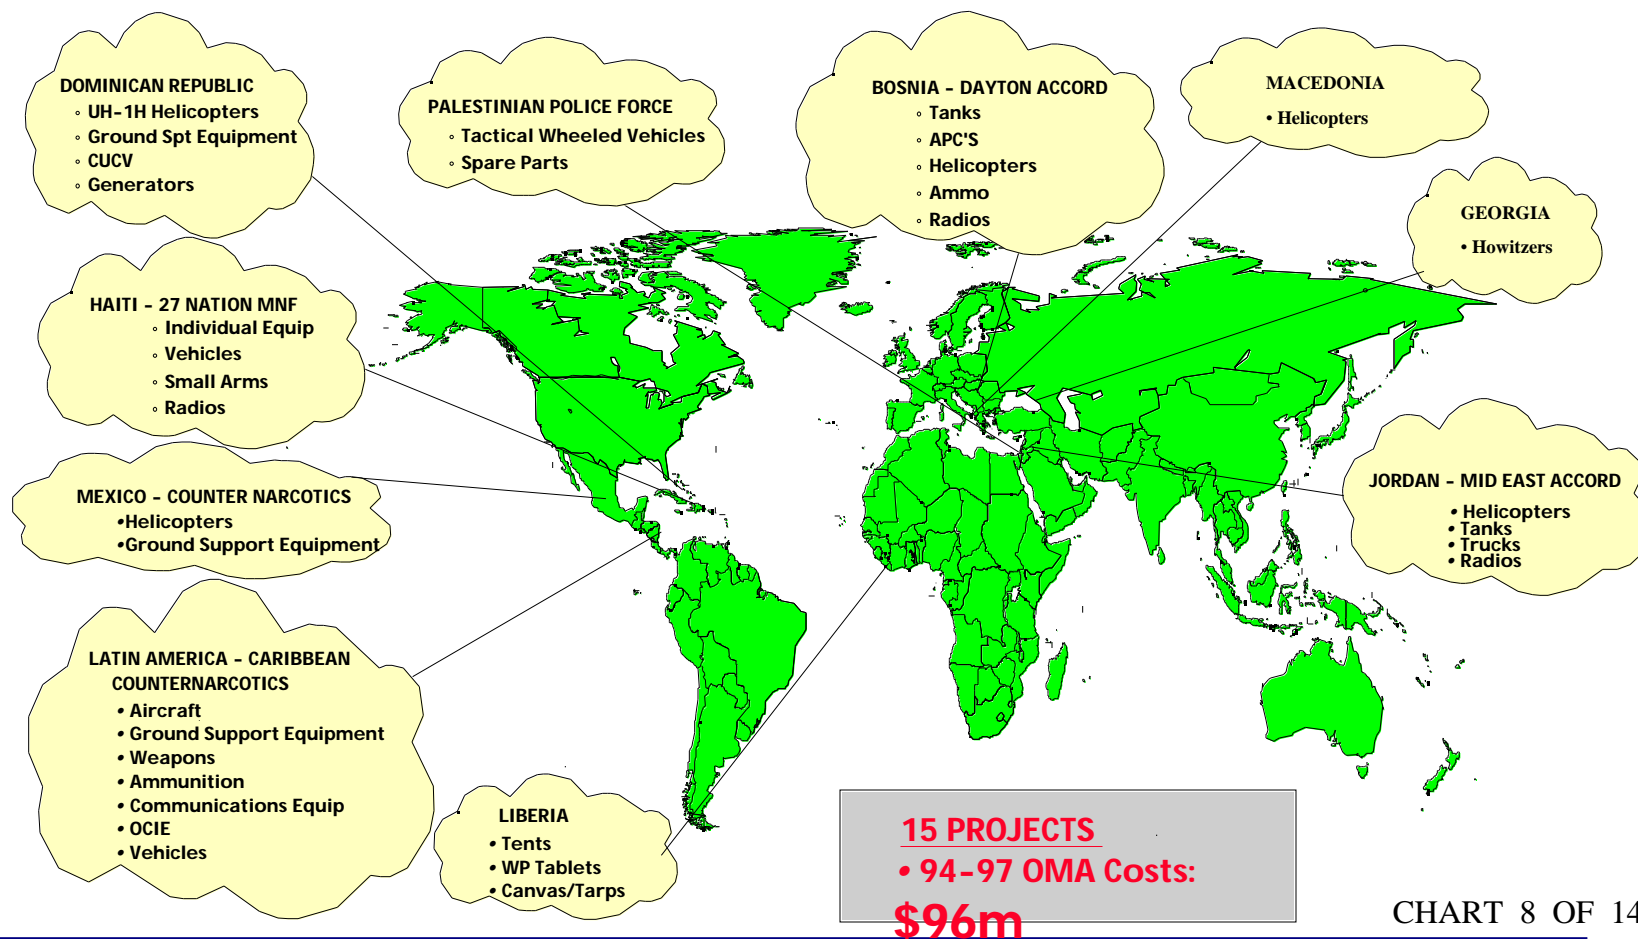 DOMINICAN REPUBLIC
◦ UH-1H Helicopters
◦ Ground Spt Equipment
◦ CUCV
◦ Generators
PALESTINIAN POLICE FORCE
◦ Tactical Wheeled Vehicles
◦ Spare Parts
BOSNIA - DAYTON ACCORD
◦ Tanks
◦ APC'S
◦ Helicopters
◦ Ammo
◦ Radios
MACEDONIA
• Helicopters
GEORGIA
• Howitzers
HAITI - 27 NATION MNF
◦ Individual Equip
◦ Vehicles
◦ Small Arms
◦ Radios
MEXICO - COUNTER NARCOTICS
•Helicopters
•Ground Support Equipment
JORDAN - MID EAST ACCORD
• Helicopters
• Tanks
• Trucks
• Radios
LATIN AMERICA - CARIBBEAN
COUNTERNARCOTICS
• Aircraft
• Ground Support Equipment
• Weapons
• Ammunition
• Communications Equip
• OCIE
• Vehicles
LIBERIA
• Tents
• WP Tablets
• Canvas/Tarps
15 PROJECTS
• 94-97 OMA Costs:
$96m
CHART 8 OF 14